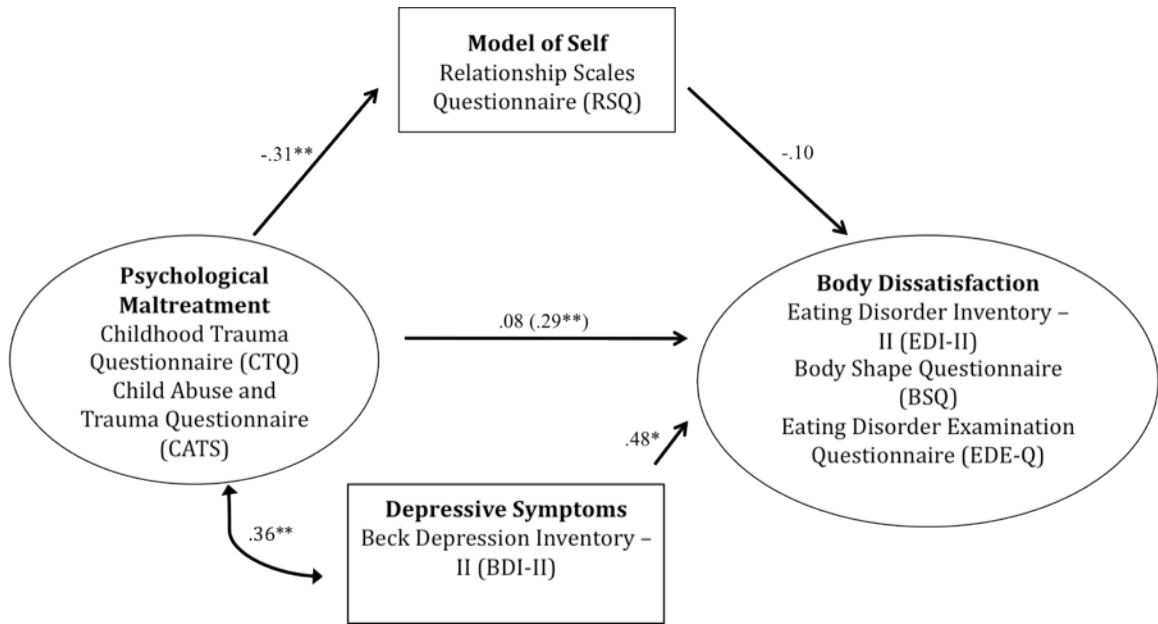 Model of Self
Relationship Scales
Questionnaire (RSQ)
-.31**
-.10
Psychological
Maltreatment
Childhood Trauma
Questionnaire (CTQ)
Child Abuse and
Trauma Questionnaire
(CATS)
.08 (.29**)
Body Dissatisfaction
Eating Disorder Inventory –
II (EDI-II)
Body Shape Questionnaire
(BSQ)
Eating Disorder Examination
Questionnaire (EDE-Q)
.48*
.36**
Depressive Symptoms
Beck Depression Inventory –
II (BDI-II)